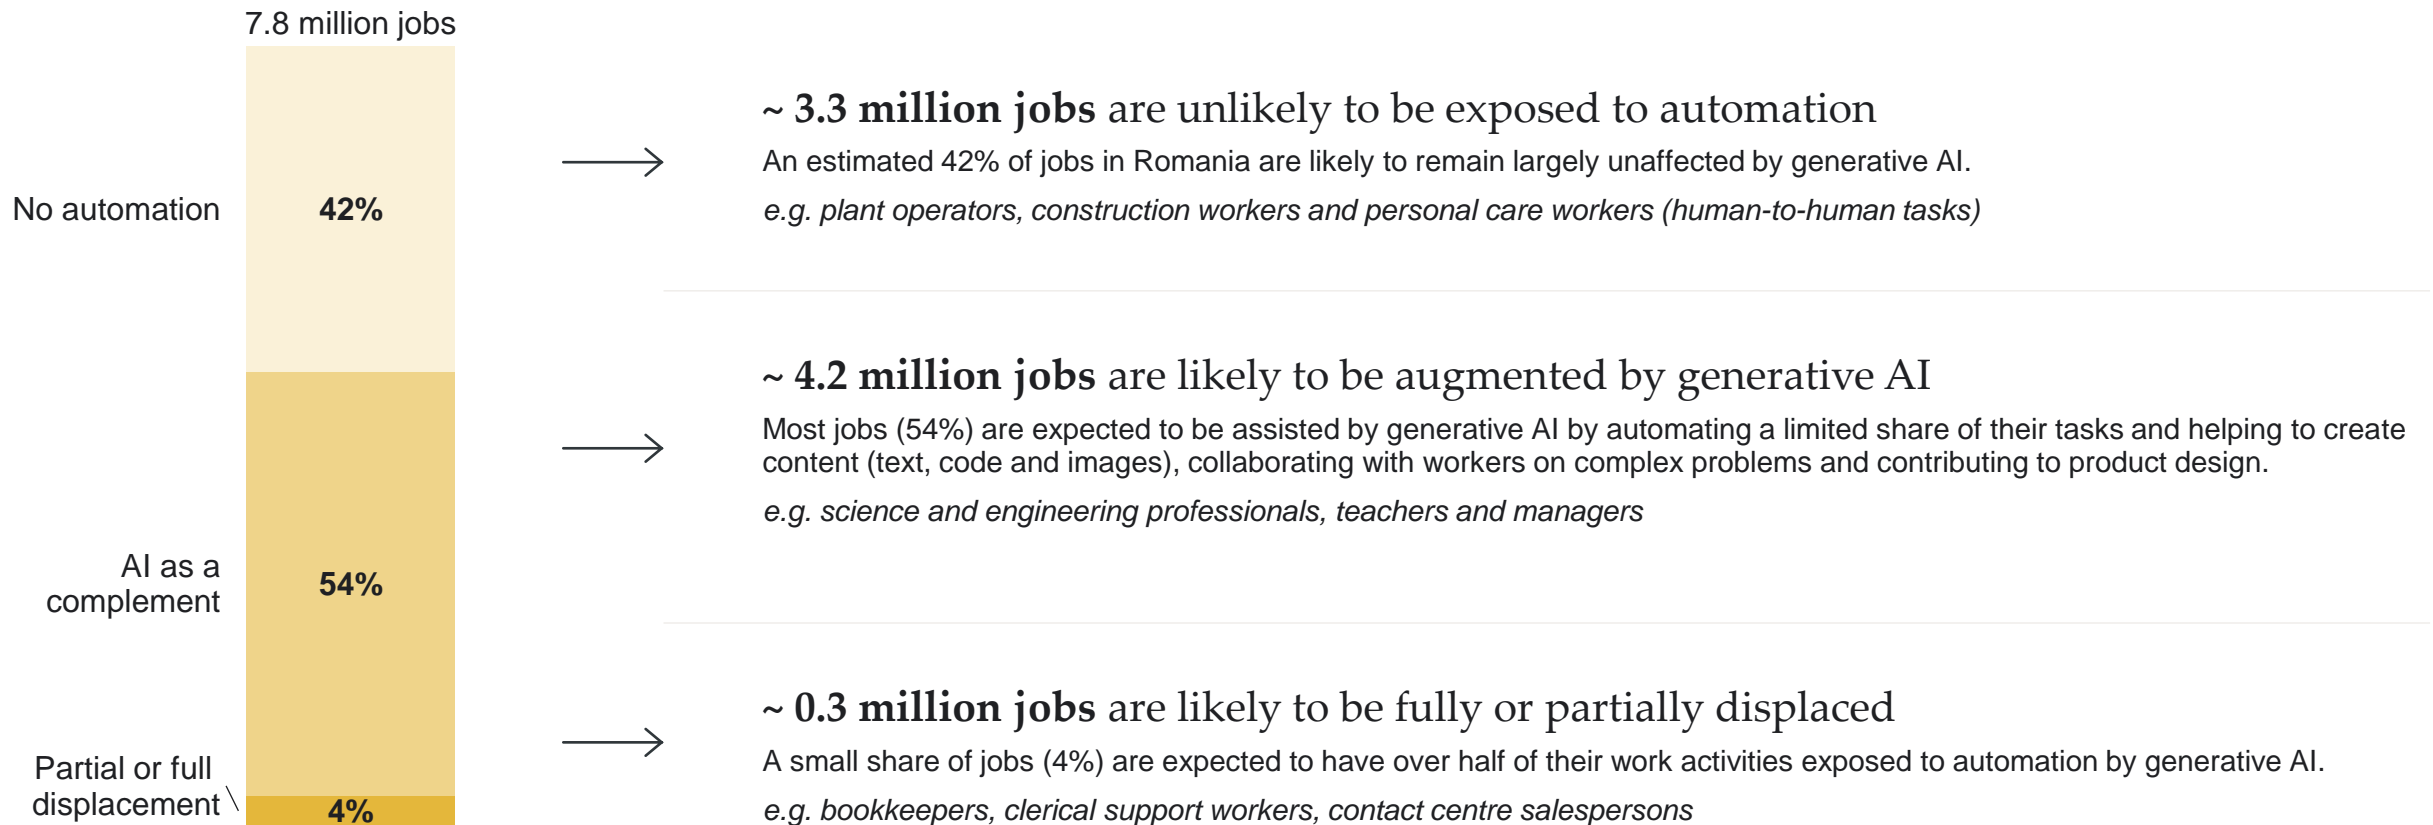 7.8 million jobs
No automation
42%
~ 3.3 million jobs are unlikely to be exposed to automation
An estimated 42% of jobs in Romania are likely to remain largely unaffected by generative AI.
e.g. plant operators, construction workers and personal care workers (human-to-human tasks)
AI as a
complement
54%
~ 4.2 million jobs are likely to be augmented by generative AI
Most jobs (54%) are expected to be assisted by generative AI by automating a limited share of their tasks and helping to create
content (text, code and images), collaborating with workers on complex problems and contributing to product design.
e.g. science and engineering professionals, teachers and managers
Partial or full
displacement
4%
~ 0.3 million jobs are likely to be fully or partially displaced
A small share of jobs (4%) are expected to have over half of their work activities exposed to automation by generative AI.
e.g. bookkeepers, clerical support workers, contact centre salespersons